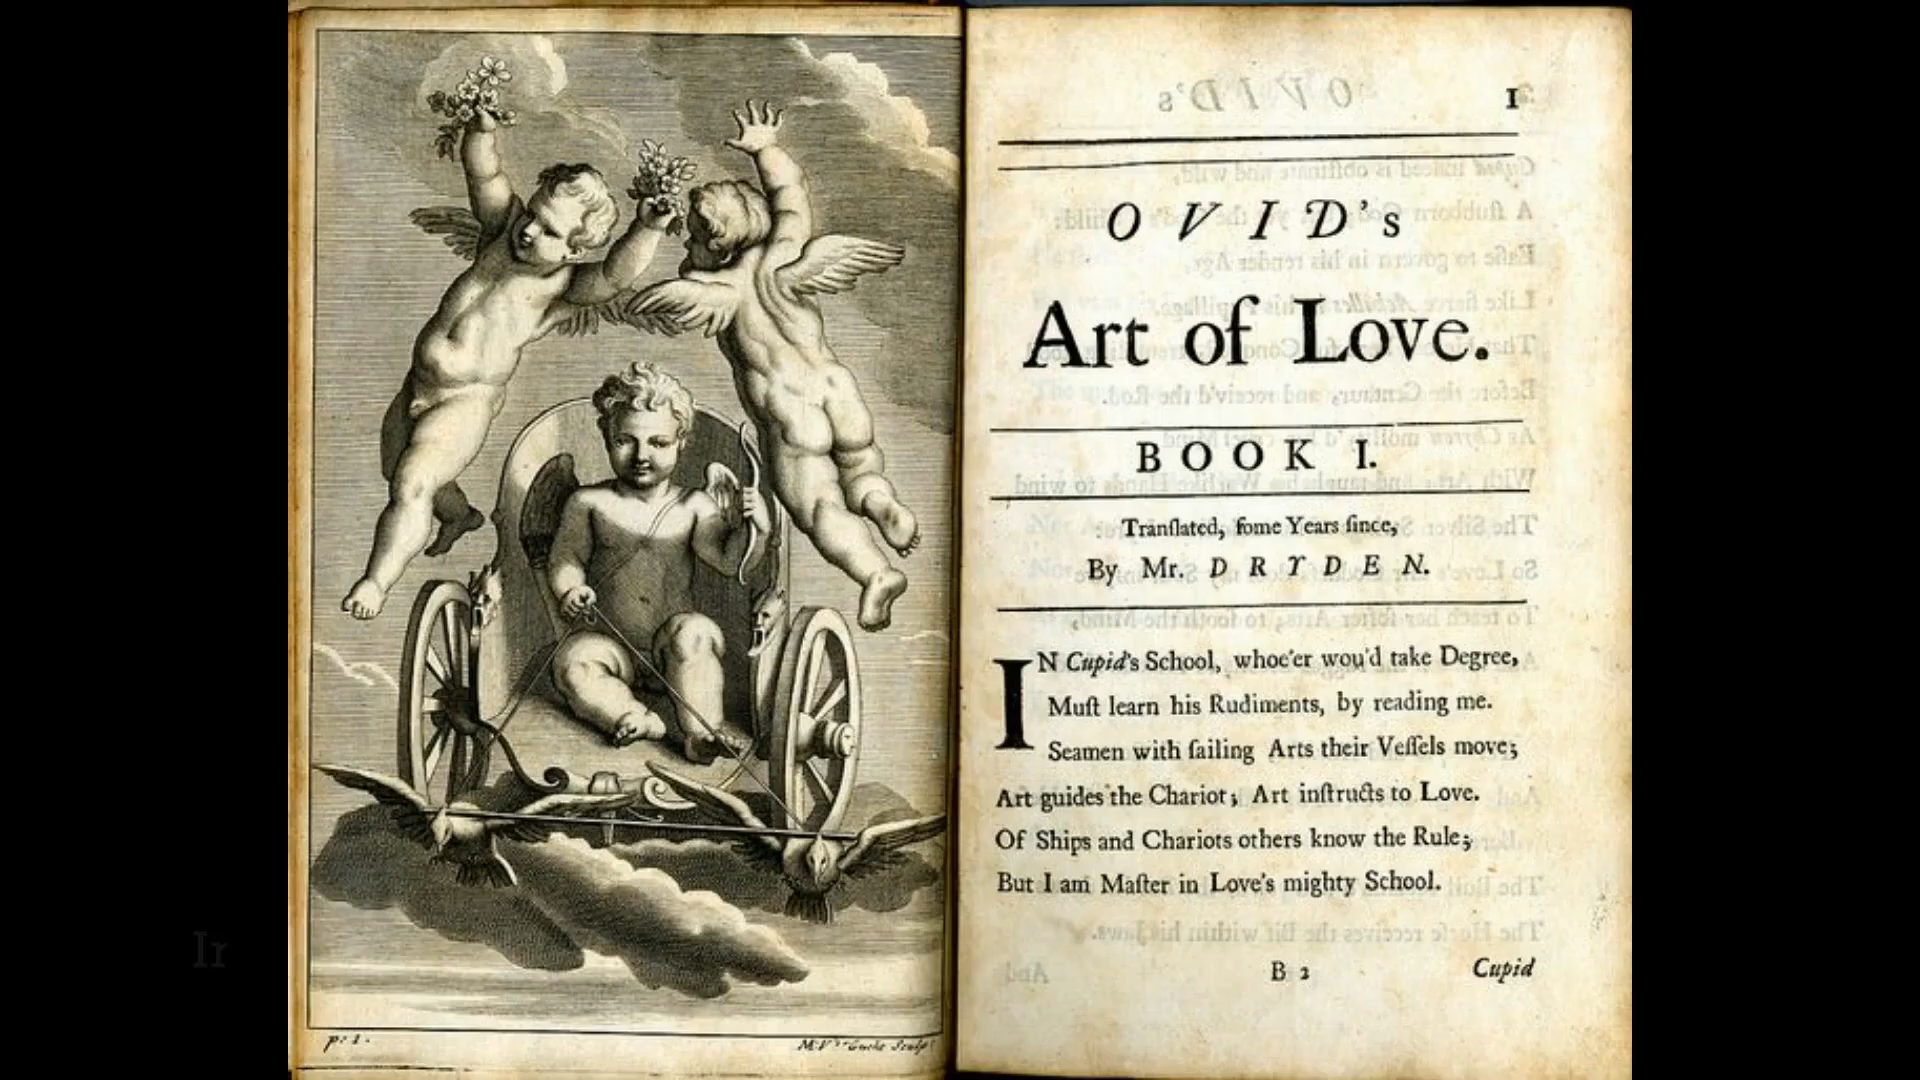 1
OVID's
Art of Love.
BOOK I.
Tranſlated, ſome Years ſince,
By Mr. DRYDEN.
IN Cupid's School, whoe'er wou'd take Degree,
Muſt learn his Rudiments, by reading me.
Seamen with ſailing Arts their Veſſels move;
Art guides the Chariot; Art inſtructs to Love.
Of Ships and Chariots others know the Rule;
But I am Maſter in Love's mighty School.
B 2 Cupid
p: 1.
Ir